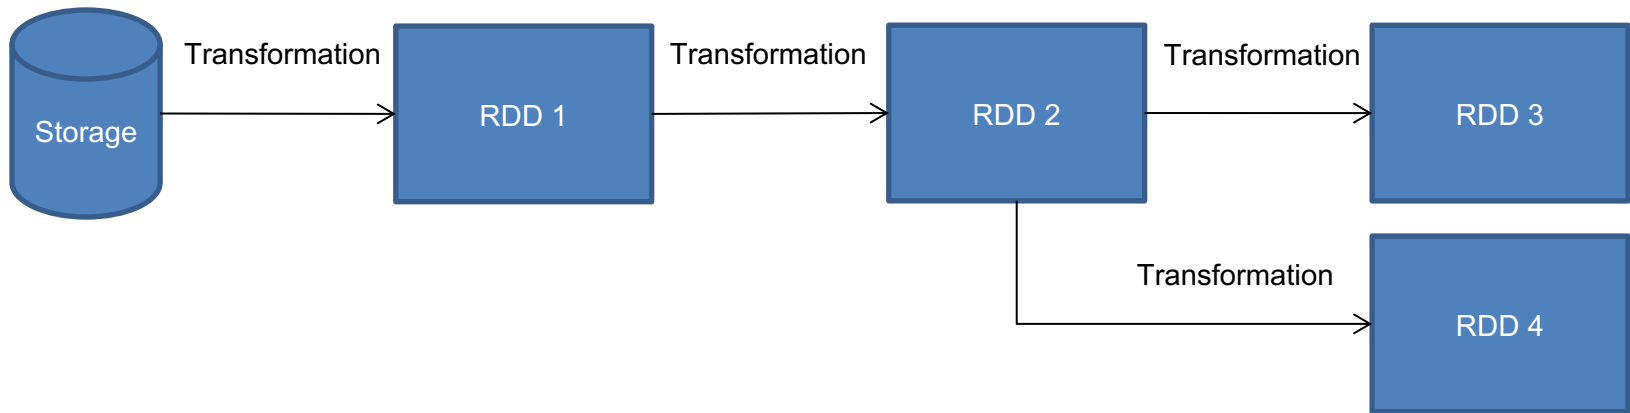 Storage
Transformation
RDD 1
Transformation
RDD 2
Transformation
RDD 3
Transformation
RDD 4